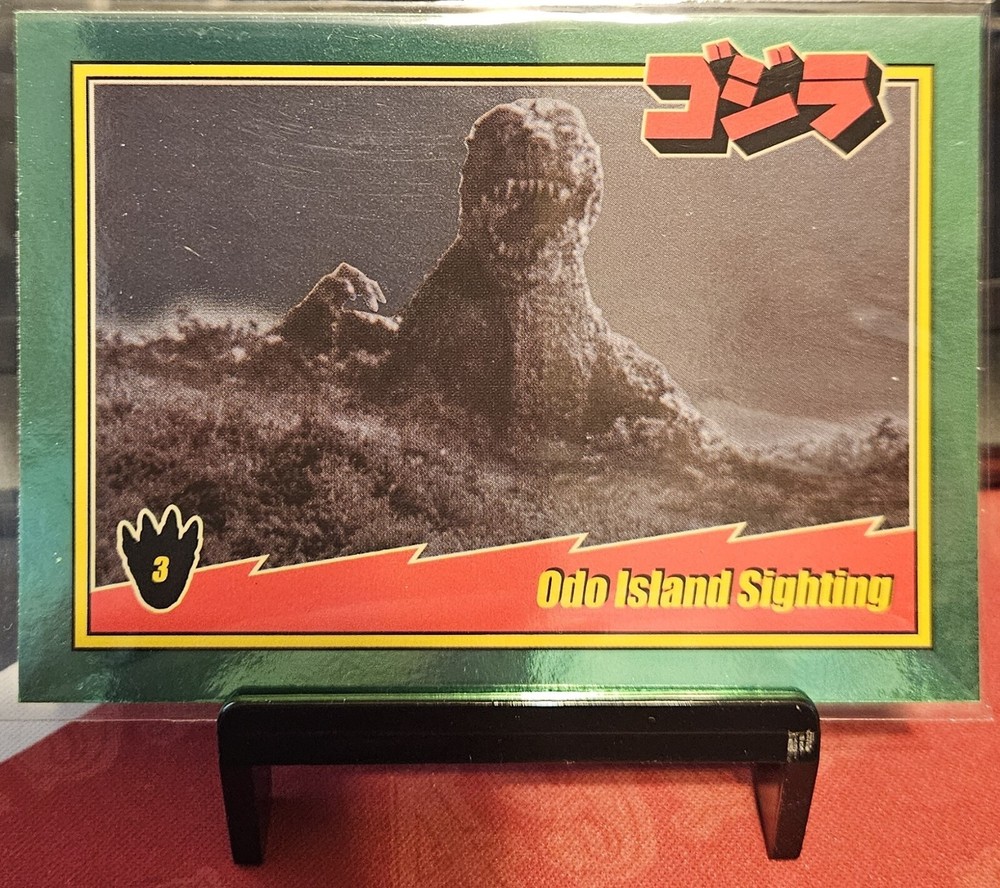 ゴジラ
3
Odo Island Sighting